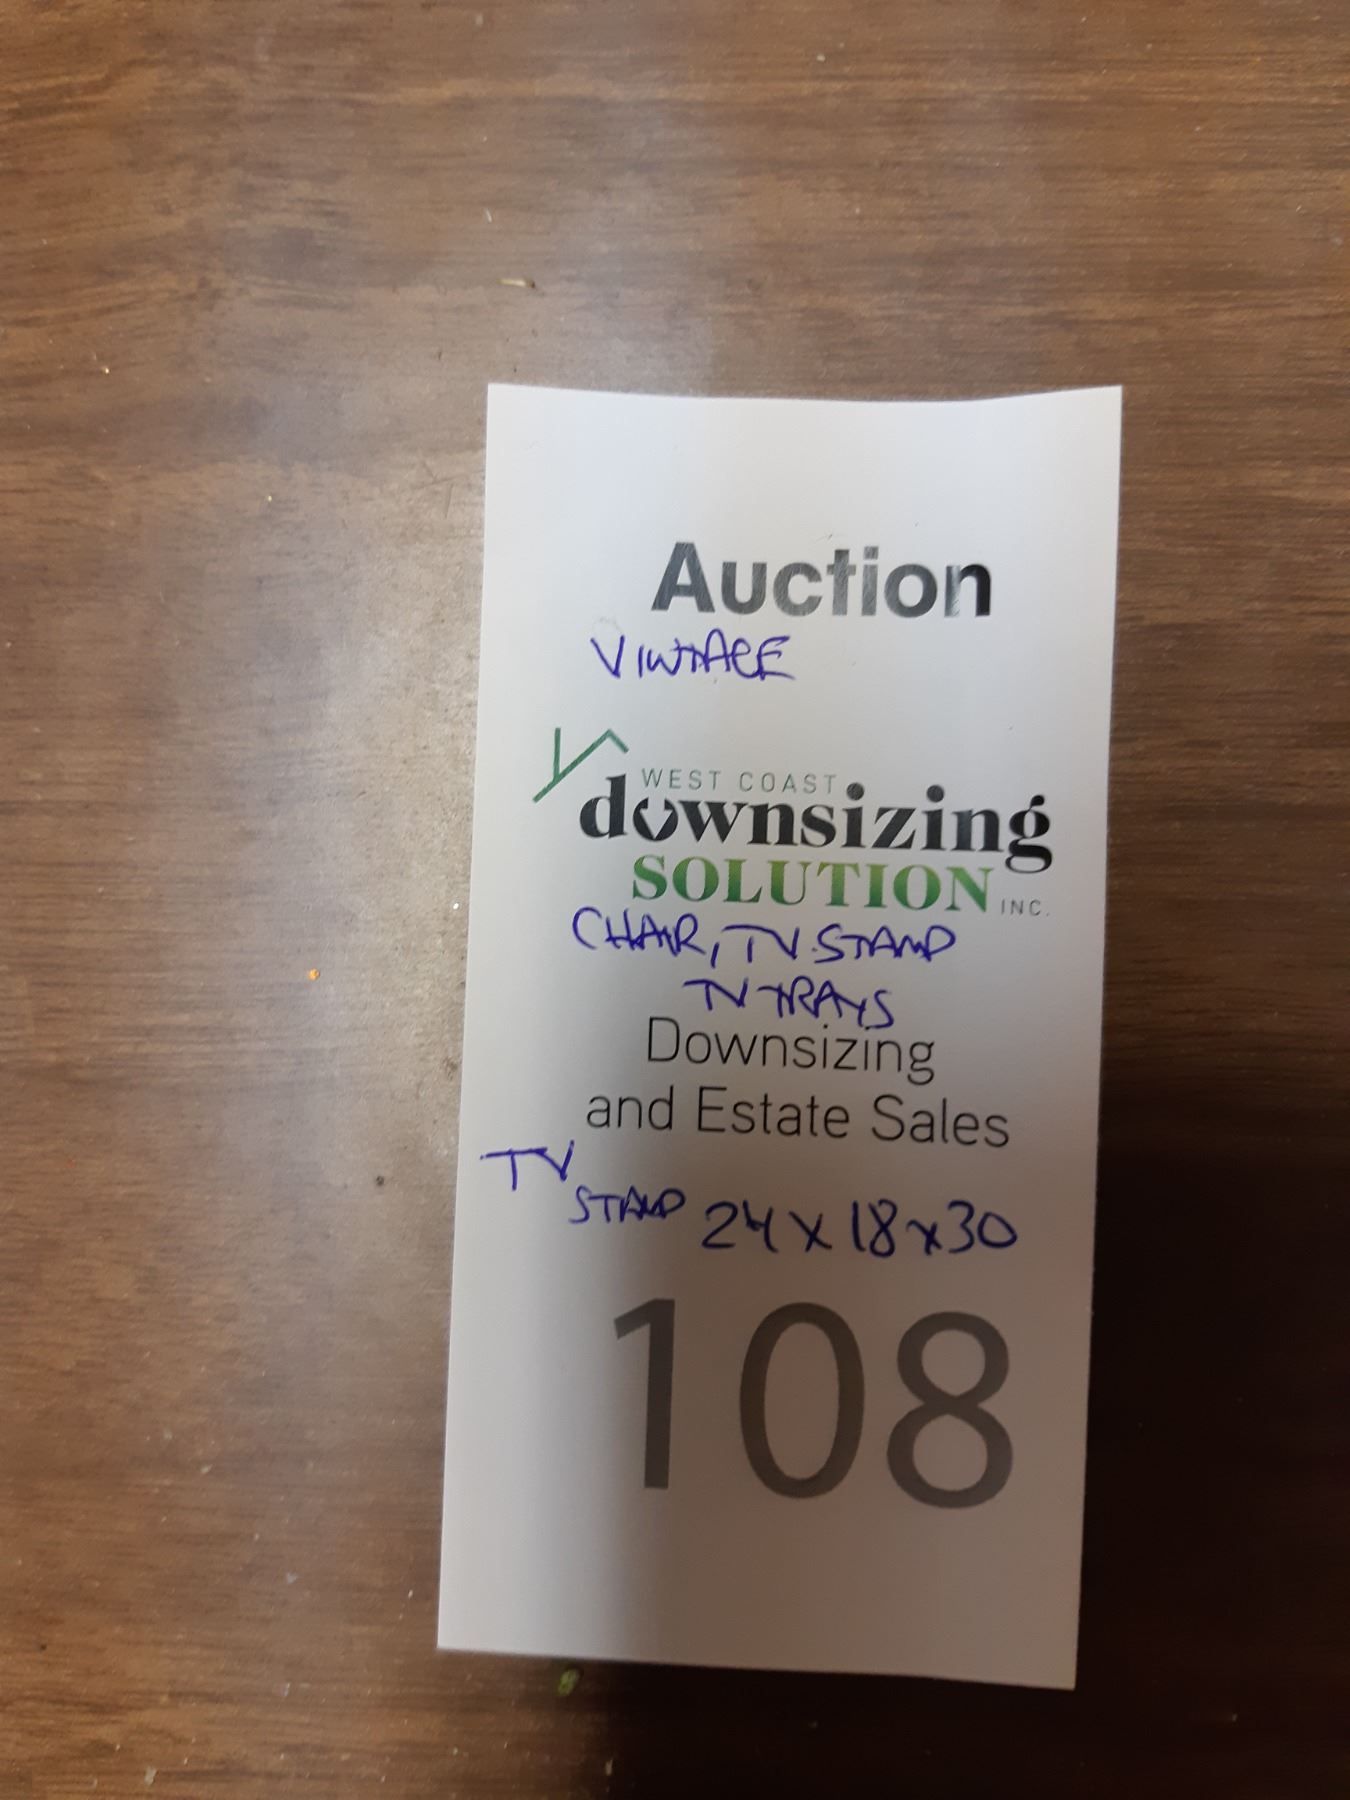 Auction
VINTAGE
WEST COAST
downsizing
SOLUTION INC.
CHAIR, TV STAND
TV TRAYS
Downsizing
and Estate Sales
TV
STAND 24 x 18 x 30
108